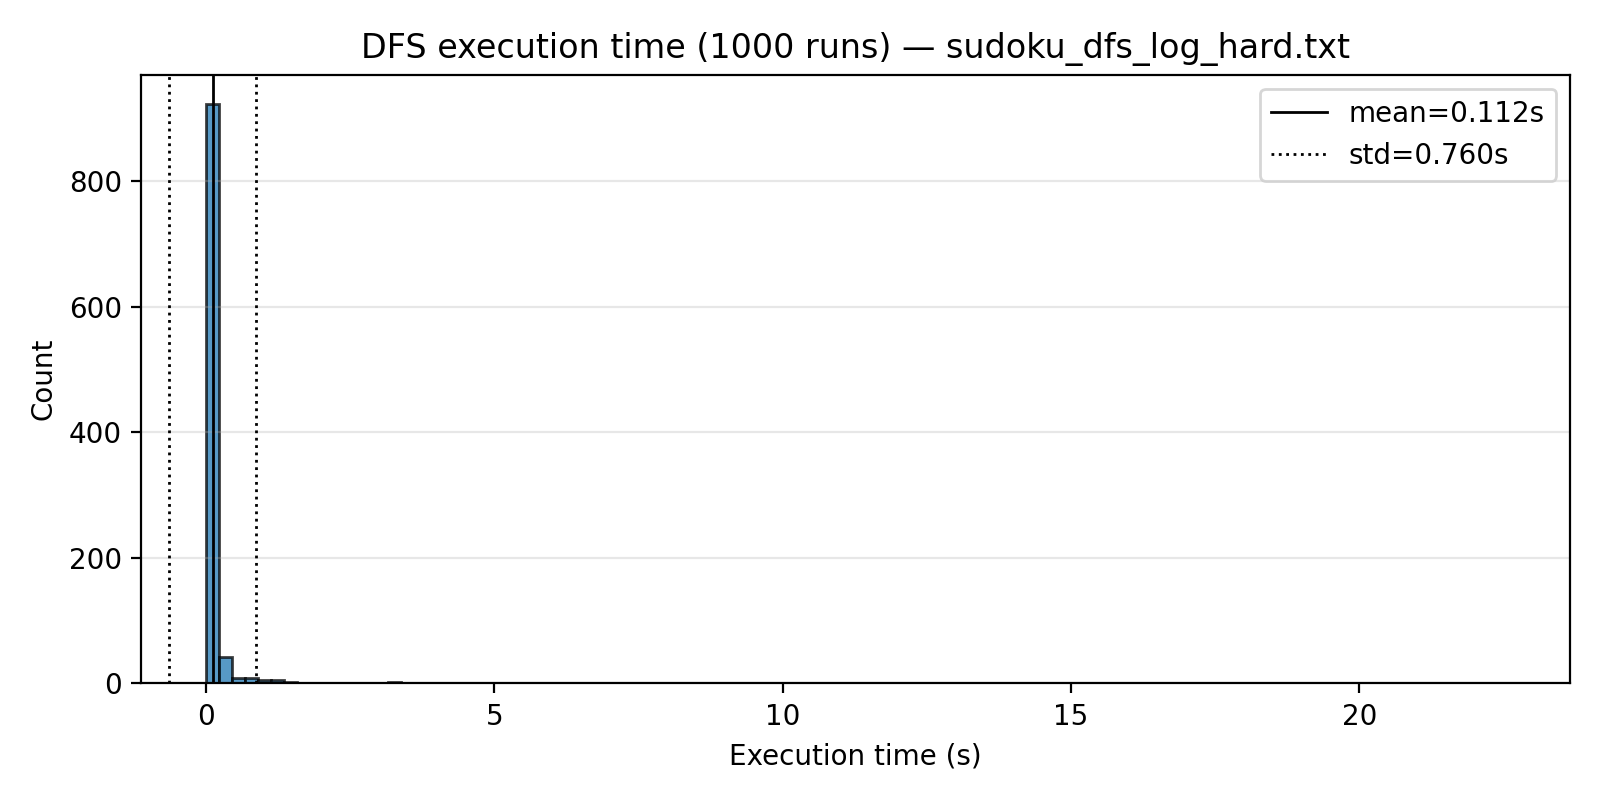 DFS execution time (1000 runs) — sudoku_dfs_log_hard.txt
mean=0.112s
std=0.760s
800
600
400
200
0
Count
0 5 10 15 20
Execution time (s)